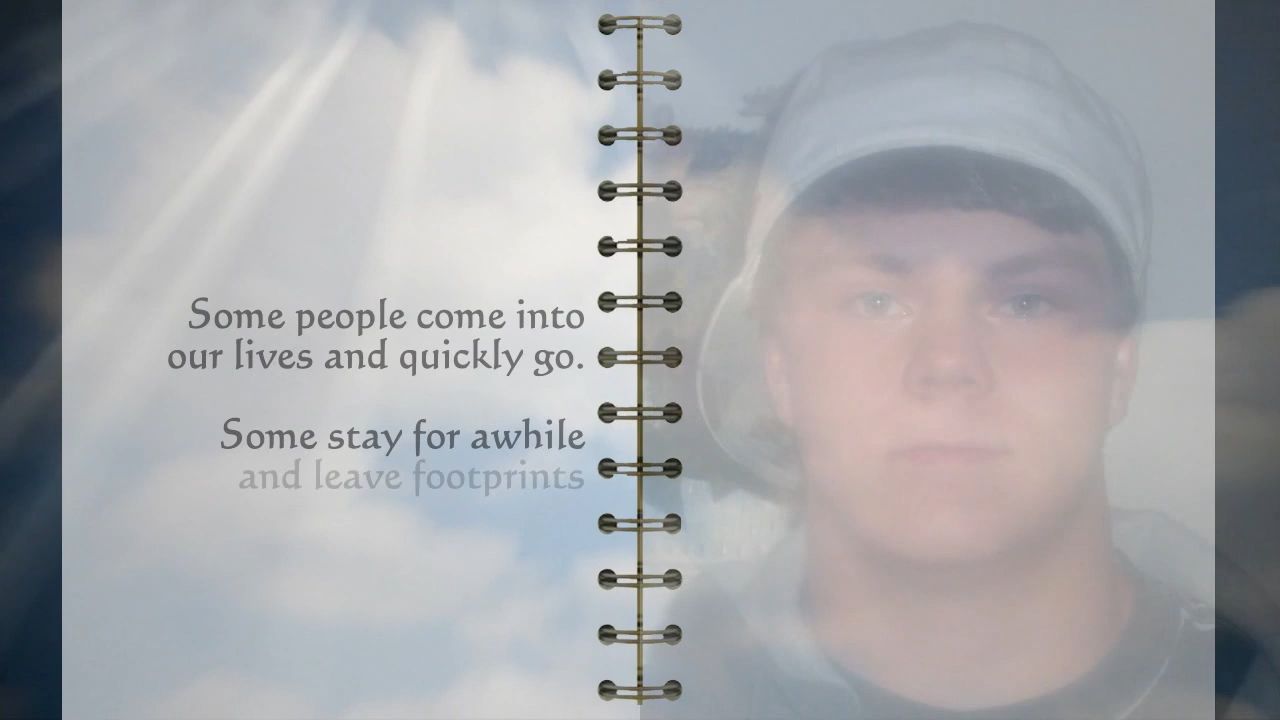 Some people come into
our lives and quickly go.
Some stay for awhile
and leave footprints